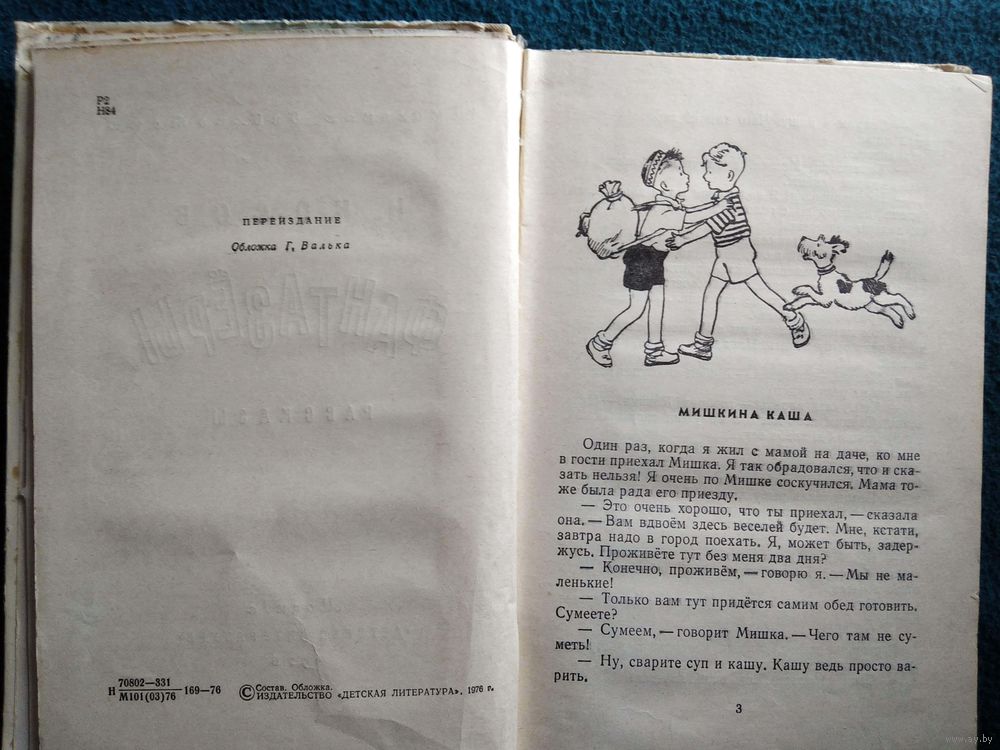 Р2
Н84
ПЕРЕИЗДАНИЕ
Обложка Г. Валька
70802—331
Н ——— 169—76
М101(03)76
© Состав. Обложка.
ИЗДАТЕЛЬСТВО «ДЕТСКАЯ ЛИТЕРАТУРА», 1976 г.
МИШКИНА КАША
Один раз, когда я жил с мамой на даче, ко мне
в гости приехал Мишка. Я так обрадовался, что и ска-
зать нельзя! Я очень по Мишке соскучился. Мама то-
же была рада его приезду.
— Это очень хорошо, что ты приехал, — сказала
она. — Вам вдвоём здесь веселей будет. Мне, кстати,
завтра надо в город поехать. Я, может быть, задер-
жусь. Проживёте тут без меня два дня?
— Конечно, проживём, — говорю я. — Мы не ма-
ленькие!
— Только вам тут придётся самим обед готовить.
Сумеете?
— Сумеем, — говорит Мишка. — Чего там не су-
меть!
— Ну, сварите суп и кашу. Кашу ведь просто ва-
рить.
3
www.ay.by